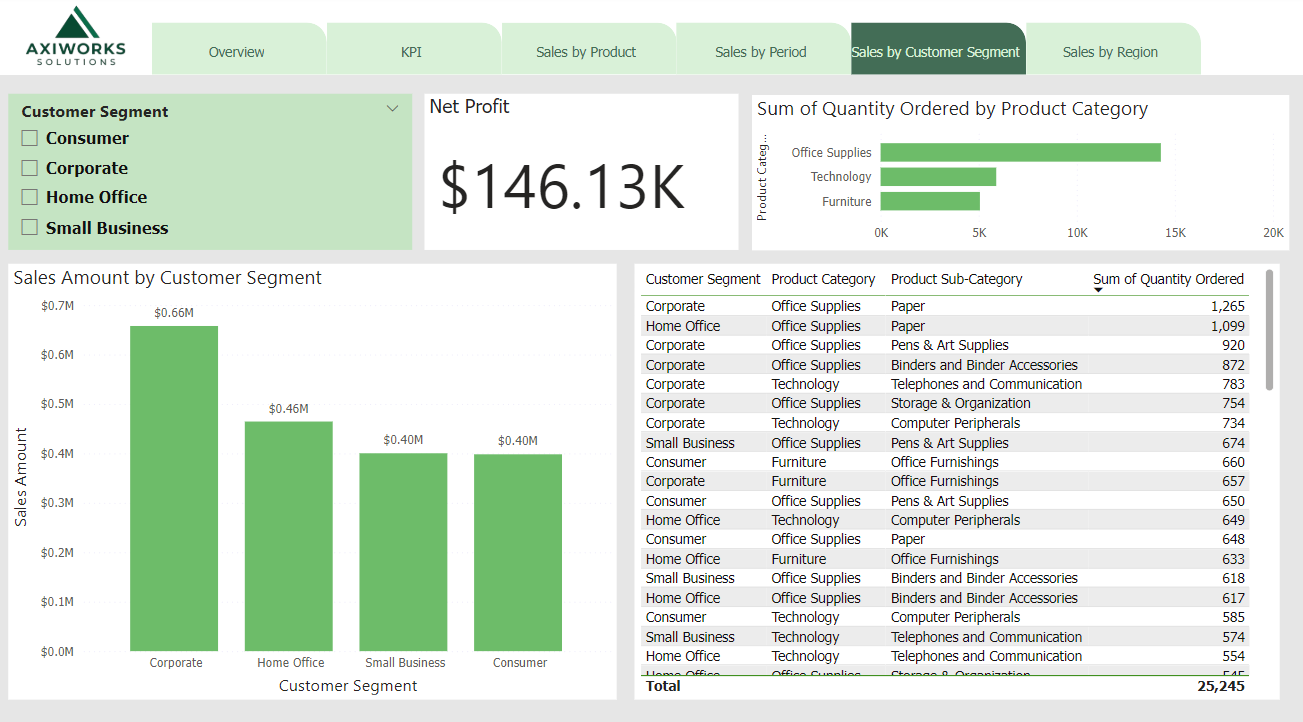 AXIWORKS
SOLUTIONS
Overview
KPI
Sales by Product
Sales by Period
Sales by Customer Segment
Sales by Region
Customer Segment
Consumer
Corporate
Home Office
Small Business
Net Profit
$146.13K
Sum of Quantity Ordered by Product Category
Product Categ...
Office Supplies
Technology
Furniture
0K 5K 10K 15K 20K
Sales Amount by Customer Segment
Sales Amount
$0.7M
$0.6M
$0.5M
$0.4M
$0.3M
$0.2M
$0.1M
$0.0M
$0.66M
$0.46M
$0.40M
$0.40M
Corporate Home Office Small Business Consumer
Customer Segment
Customer Segment Product Category Product Sub-Category Sum of Quantity Ordered
Corporate Office Supplies Paper 1,265
Home Office Office Supplies Paper 1,099
Corporate Office Supplies Pens & Art Supplies 920
Corporate Office Supplies Binders and Binder Accessories 872
Corporate Technology Telephones and Communication 783
Corporate Office Supplies Storage & Organization 754
Corporate Technology Computer Peripherals 734
Small Business Office Supplies Pens & Art Supplies 674
Consumer Furniture Office Furnishings 660
Corporate Furniture Office Furnishings 657
Consumer Office Supplies Pens & Art Supplies 650
Home Office Technology Computer Peripherals 649
Consumer Office Supplies Paper 648
Home Office Furniture Office Furnishings 633
Small Business Office Supplies Binders and Binder Accessories 618
Home Office Office Supplies Binders and Binder Accessories 617
Consumer Technology Computer Peripherals 585
Small Business Technology Telephones and Communication 574
Home Office Technology Telephones and Communication 554
Home Office Office Supplies Storage & Organization
Total 25,245